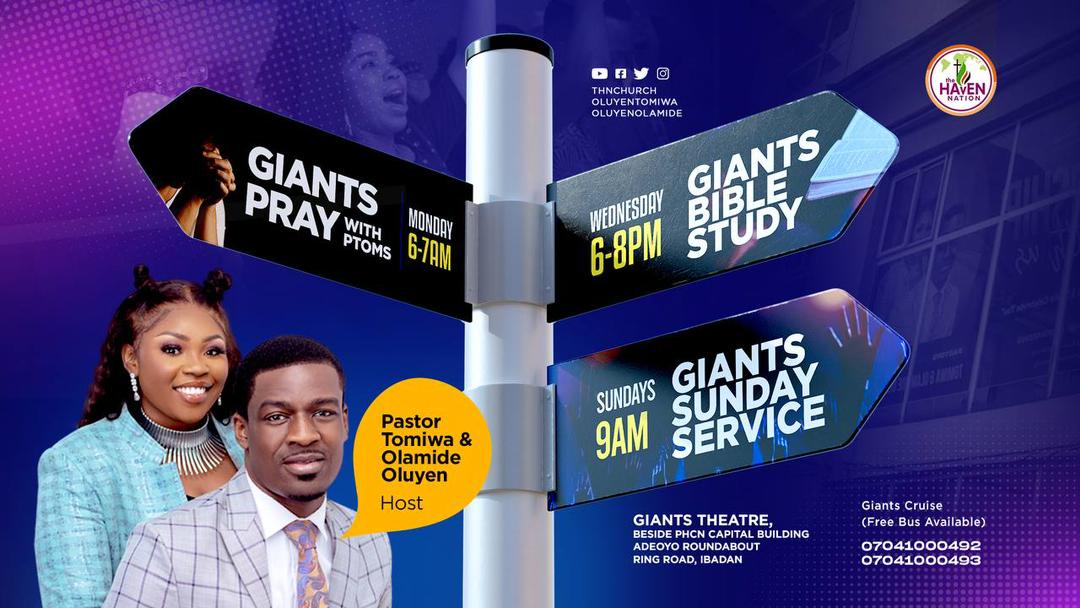 THNCHURCH
OLUYENTOMIWA
OLUYENOLAMIDE
the
HAVEN
NATION
GIANTS
PRAY WITH
PTOMS
MONDAY
6-7AM
WEDNESDAY
6-8PM
GIANTS
BIBLE
STUDY
SUNDAYS
9AM
GIANTS
SUNDAY
SERVICE
Pastor
Tomiwa &
Olamide
Oluyen
Host
GIANTS THEATRE,
BESIDE PHCN CAPITAL BUILDING
ADEOYO ROUNDABOUT
RING ROAD, IBADAN
Giants Cruise
(Free Bus Available)
07041000492
07041000493